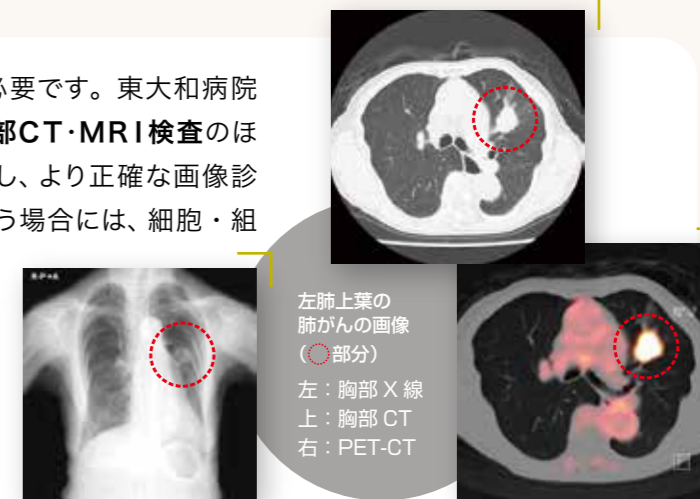 必要です。東大和病院
部CT・MRI検査のほ
し、より正確な画像診
う場合には、細胞・組
左肺上葉の
肺がんの画像
(部分)
左：胸部X線
上：胸部CT
右：PET-CT